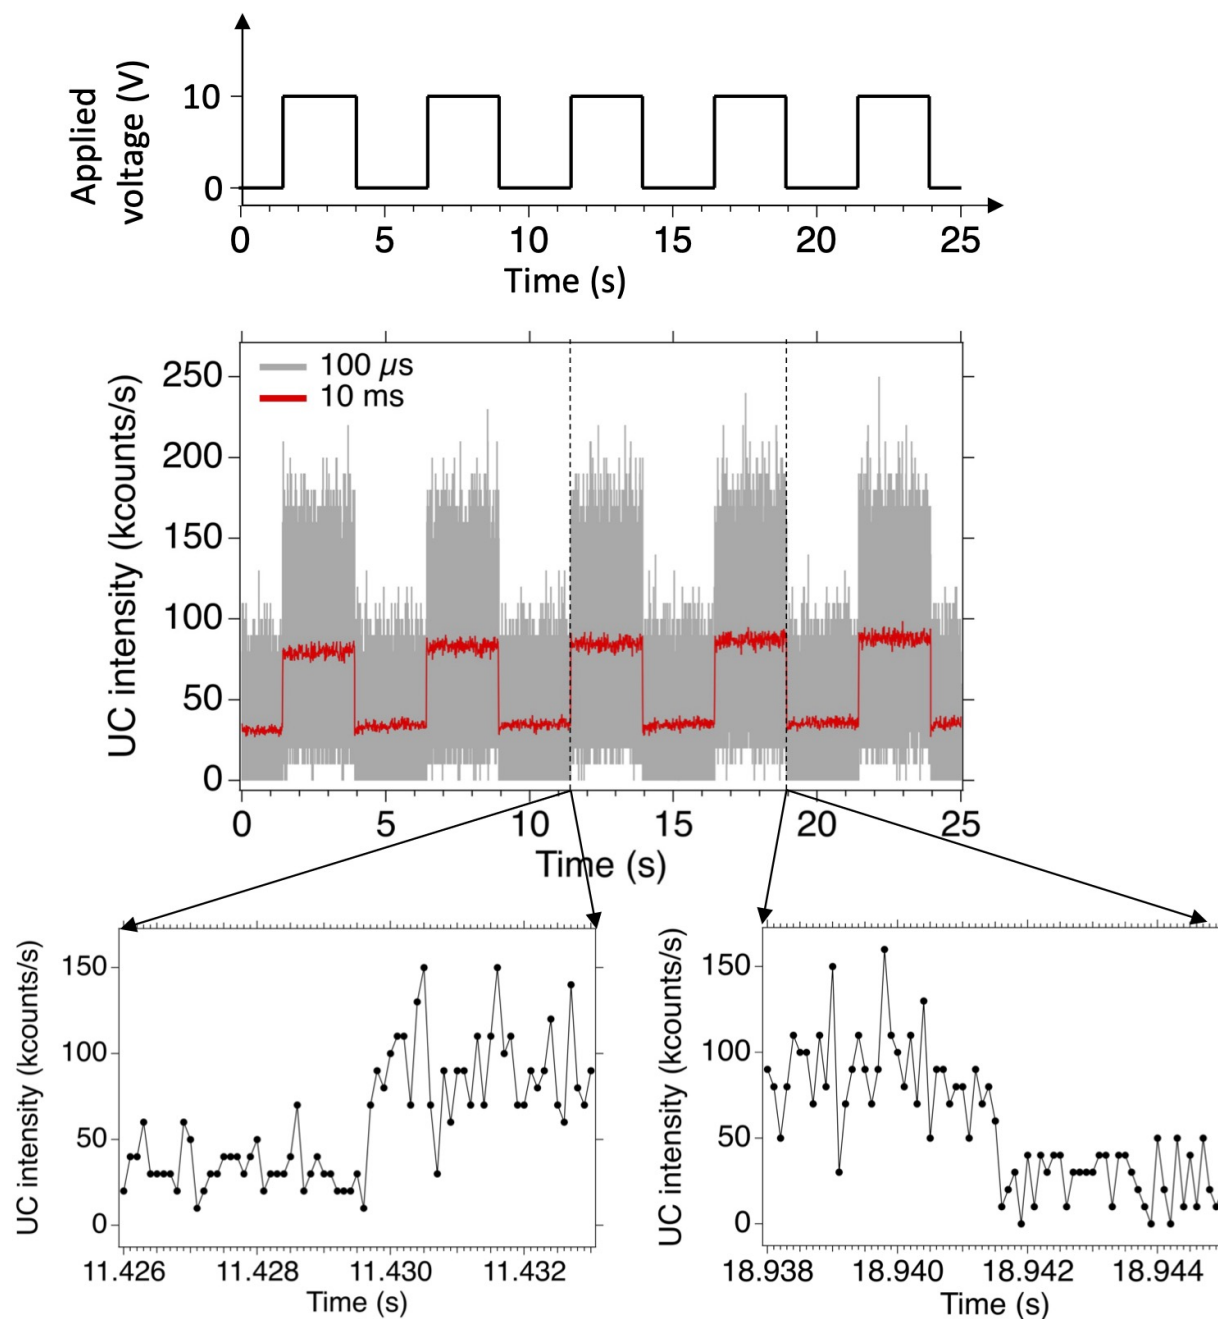 Applied
voltage (V)
10
0
0 5 10 15 20 25
Time (s)
UC intensity (kcounts/s)
250
200
150
100
50
0
100 µs
10 ms
0 5 10 15 20 25
Time (s)
UC intensity (kcounts/s)
150
100
50
0
11.426 11.428 11.430 11.432
Time (s)
UC intensity (kcounts/s)
150
100
50
0
18.938 18.940 18.942 18.944
Time (s)